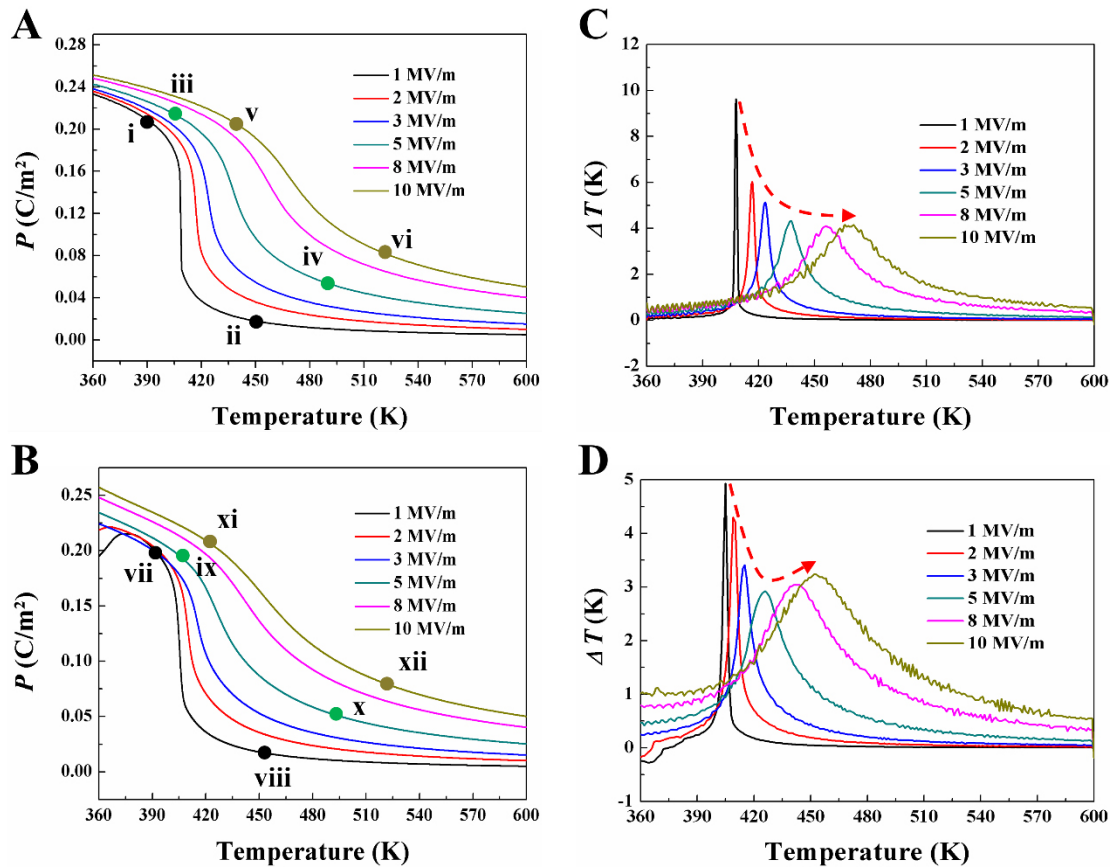 A
0.28
0.24
0.20
0.16
0.12
0.08
0.04
0.00
P (C/m²)
i
ii
iii
iv
v
vi
1 MV/m
2 MV/m
3 MV/m
5 MV/m
8 MV/m
10 MV/m
360 390 420 450 480 510 540 570 600
Temperature (K)
C
12
10
8
6
4
2
0
-2
ΔT (K)
1 MV/m
2 MV/m
3 MV/m
5 MV/m
8 MV/m
10 MV/m
360 390 420 450 480 510 540 570 600
Temperature (K)
B
0.25
0.20
0.15
0.10
0.05
0.00
P (C/m²)
vii
viii
ix
x
xi
xii
1 MV/m
2 MV/m
3 MV/m
5 MV/m
8 MV/m
10 MV/m
360 390 420 450 480 510 540 570 600
Temperature (K)
D
5
4
3
2
1
0
-1
ΔT (K)
1 MV/m
2 MV/m
3 MV/m
5 MV/m
8 MV/m
10 MV/m
360 390 420 450 480 510 540 570 600
Temperature (K)